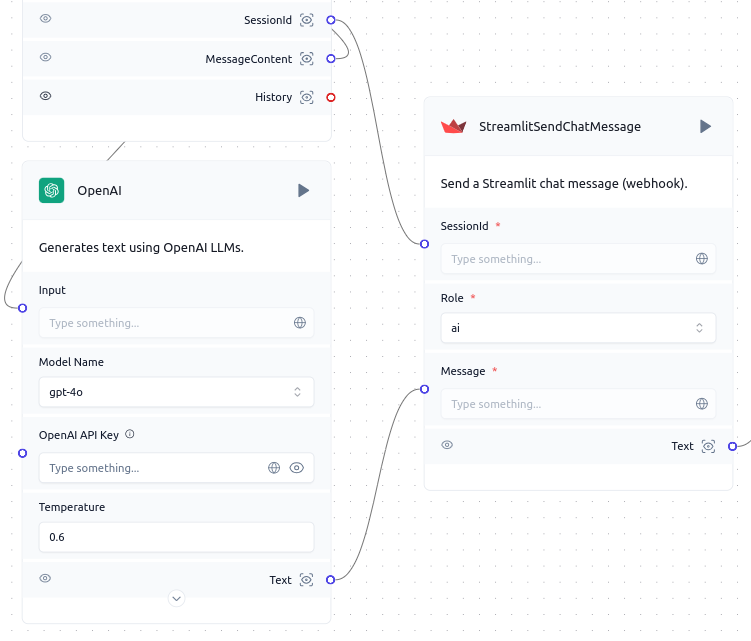 SessionId
MessageContent
History
OpenAI
Generates text using OpenAI LLMs.
Input
Type something...
Model Name
gpt-4o
OpenAI API Key
Type something...
Temperature
0.6
Text
StreamlitSendChatMessage
Send a Streamlit chat message (webhook).
SessionId *
Type something...
Role *
ai
Message *
Type something...
Text